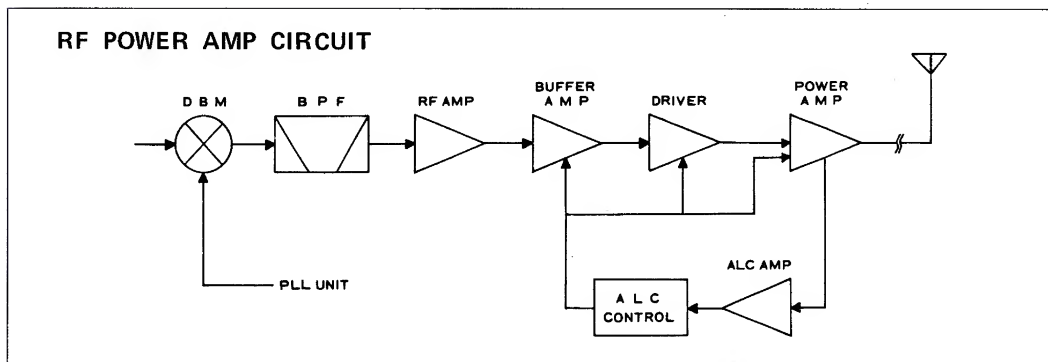 RF POWER AMP CIRCUIT
DBM
BPF
RF AMP
BUFFER
AMP
DRIVER
POWER
AMP
PLL UNIT
ALC AMP
ALC
CONTROL